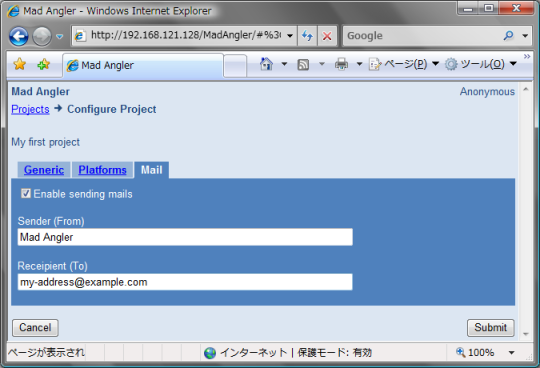 Mad Angler - Windows Internet Explorer
http://192.168.121.128/MadAngler/#%3C
Google
Mad Angler
ページ(P)
ツール(O)
Mad Angler
Anonymous
Projects ➔ Configure Project
My first project
Generic
Platforms
Mail
Enable sending mails
Sender (From)
Mad Angler
Receipient (To)
my-address@example.com
Cancel
Submit
ページが表示され
インターネット | 保護モード: 有効
100%